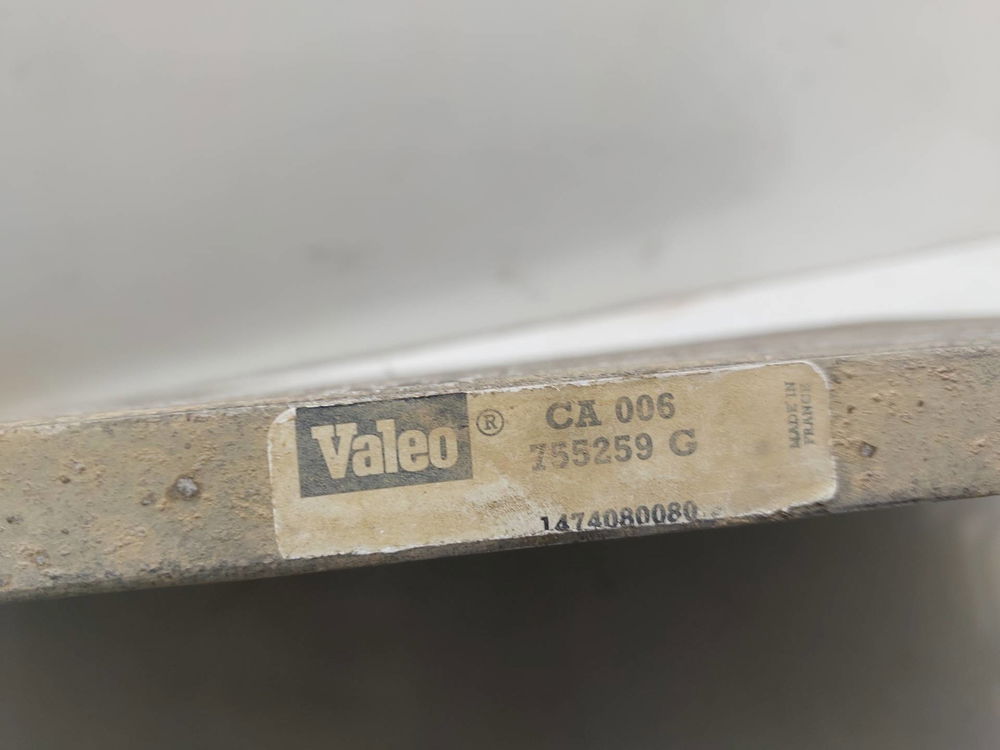 Valeo ®
CA 006
755259 G
1474080080
MADE IN
FRANCE